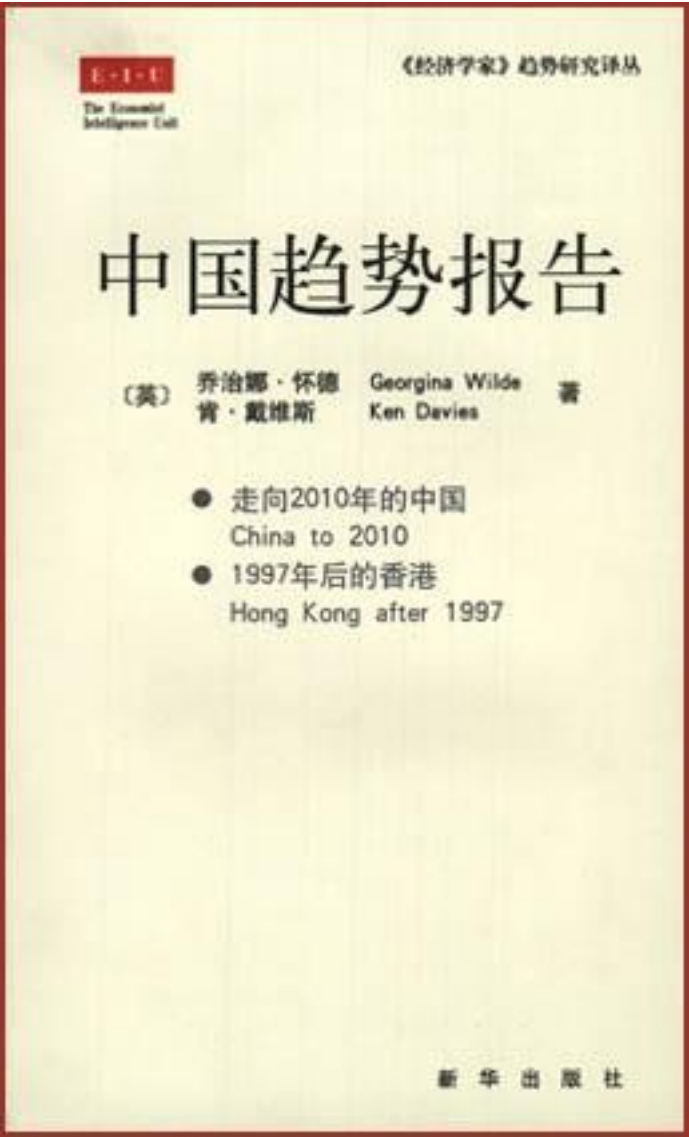 E·I·U
The Economist
Intelligence Unit
《经济学家》趋势研究译丛
中国趋势报告
〔英〕 乔治娜·怀德 Georgina Wilde 著
肯·戴维斯 Ken Davies
● 走向2010年的中国
China to 2010
● 1997年后的香港
Hong Kong after 1997
新华出版社